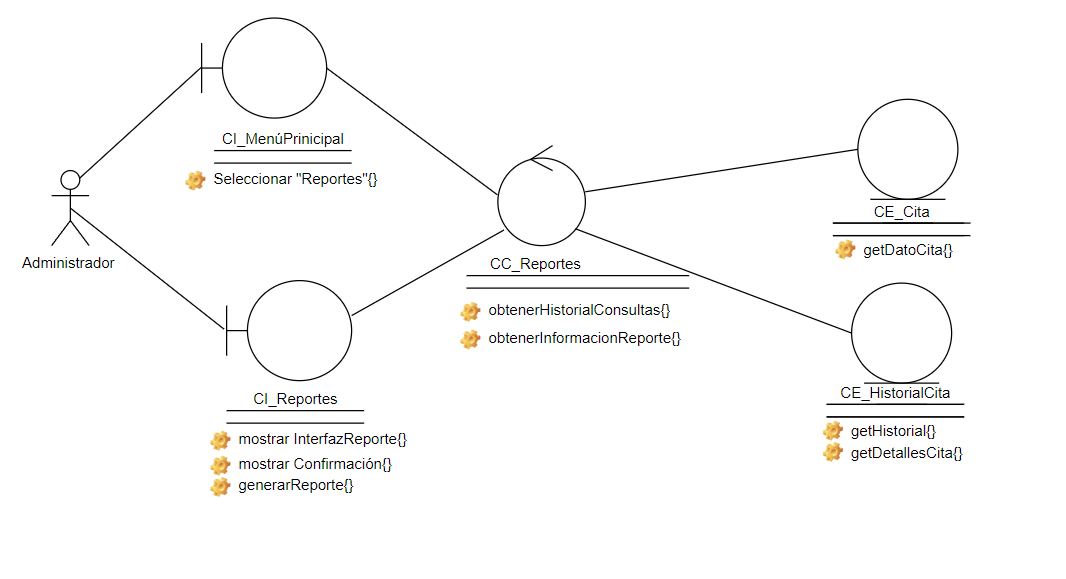 CI_MenúPrinicipal
Seleccionar "Reportes"{}
Administrador
CI_Reportes
mostrar InterfazReporte{}
mostrar Confirmación{}
generarReporte{}
CC_Reportes
obtenerHistorialConsultas{}
obtenerInformacionReporte{}
CE_Cita
getDatoCita{}
CE_HistorialCita
getHistorial{}
getDetallesCita{}